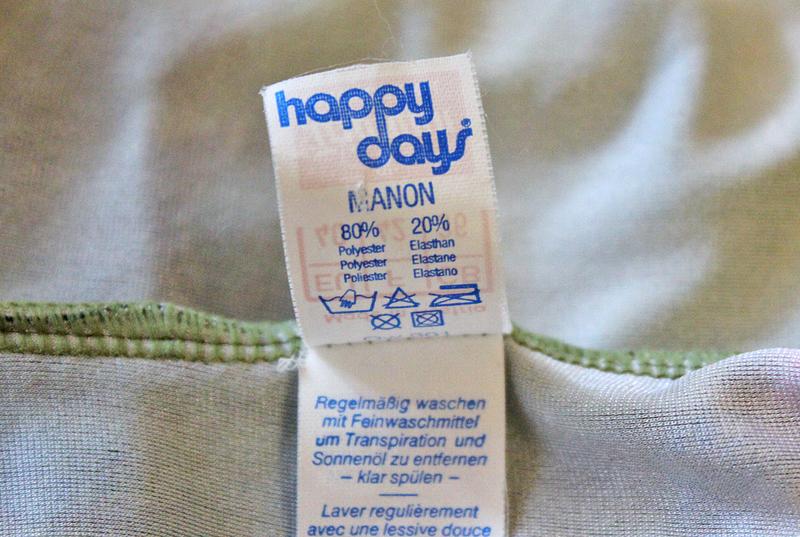 happy
days
MANON
80% 20%
Polyester Elasthan
Polyester Elastane
Poliester Elastano
Regelmäßig waschen
mit Feinwaschmittel
um Transpiration und
Sonnenöl zu entfernen
– klar spülen –
Laver regulièrement
avec une lessive douce